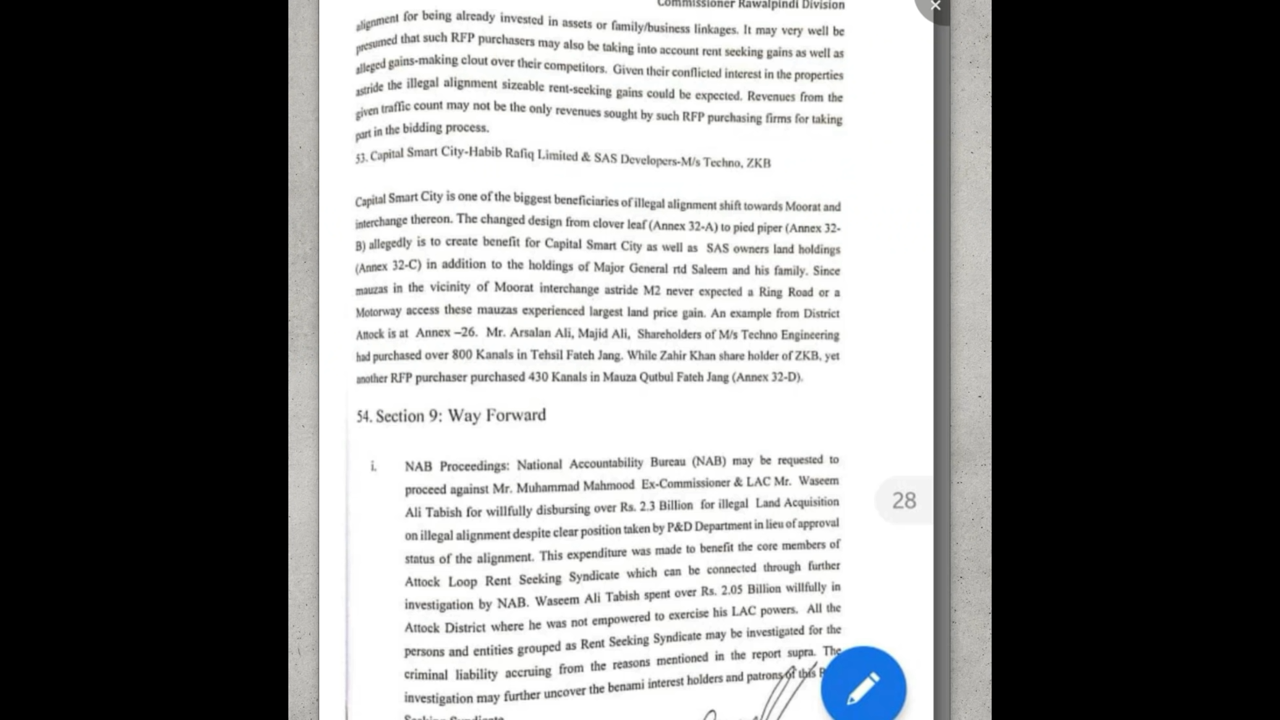 Commissioner Rawalpindi Division
alignment for being already invested in assets or family/business linkages. It may very well be
presumed that such RFP purchasers may also be taking into account rent seeking gains as well as
alleged gains-making clout over their competitors. Given their conflicted interest in the properties
astride the illegal alignment sizeable rent-seeking gains could be expected. Revenues from the
given traffic count may not be the only revenues sought by such RFP purchasing firms for taking
part in the bidding process.
53. Capital Smart City-Habib Rafiq Limited & SAS Developers-M/s Techno, ZKB
Capital Smart City is one of the biggest beneficiaries of illegal alignment shift towards Moorat and
interchange thereon. The changed design from clover leaf (Annex 32-A) to pied piper (Annex 32-
B) allegedly is to create benefit for Capital Smart City as well as SAS owners land holdings
(Annex 32-C) in addition to the holdings of Major General rtd Saleem and his family. Since
mauzas in the vicinity of Moorat interchange astride M2 never expected a Ring Road or a
Motorway access these mauzas experienced largest land price gain. An example from District
Attock is at Annex –26. Mr. Arsalan Ali, Majid Ali, Shareholders of M/s Techno Engineering
had purchased over 800 Kanals in Tehsil Fateh Jang. While Zahir Khan share holder of ZKB, yet
another RFP purchaser purchased 430 Kanals in Mauza Qutbul Fateh Jang (Annex 32-D).
54. Section 9: Way Forward
i. NAB Proceedings: National Accountability Bureau (NAB) may be requested to
proceed against Mr. Muhammad Mahmood Ex-Commissioner & LAC Mr. Waseem
Ali Tabish for willfully disbursing over Rs. 2.3 Billion for illegal Land Acquisition
on illegal alignment despite clear position taken by P&D Department in lieu of approval
28
status of the alignment. This expenditure was made to benefit the core members of
Attock Loop Rent Seeking Syndicate which can be connected through further
investigation by NAB. Waseem Ali Tabish spent over Rs. 2.05 Billion willfully in
Attock District where he was not empowered to exercise his LAC powers. All the
persons and entities grouped as Rent Seeking Syndicate may be investigated for the
criminal liability accruing from the reasons mentioned in the report supra. The
investigation may further uncover the benami interest holders and patrons of this
Seeking Syndicate